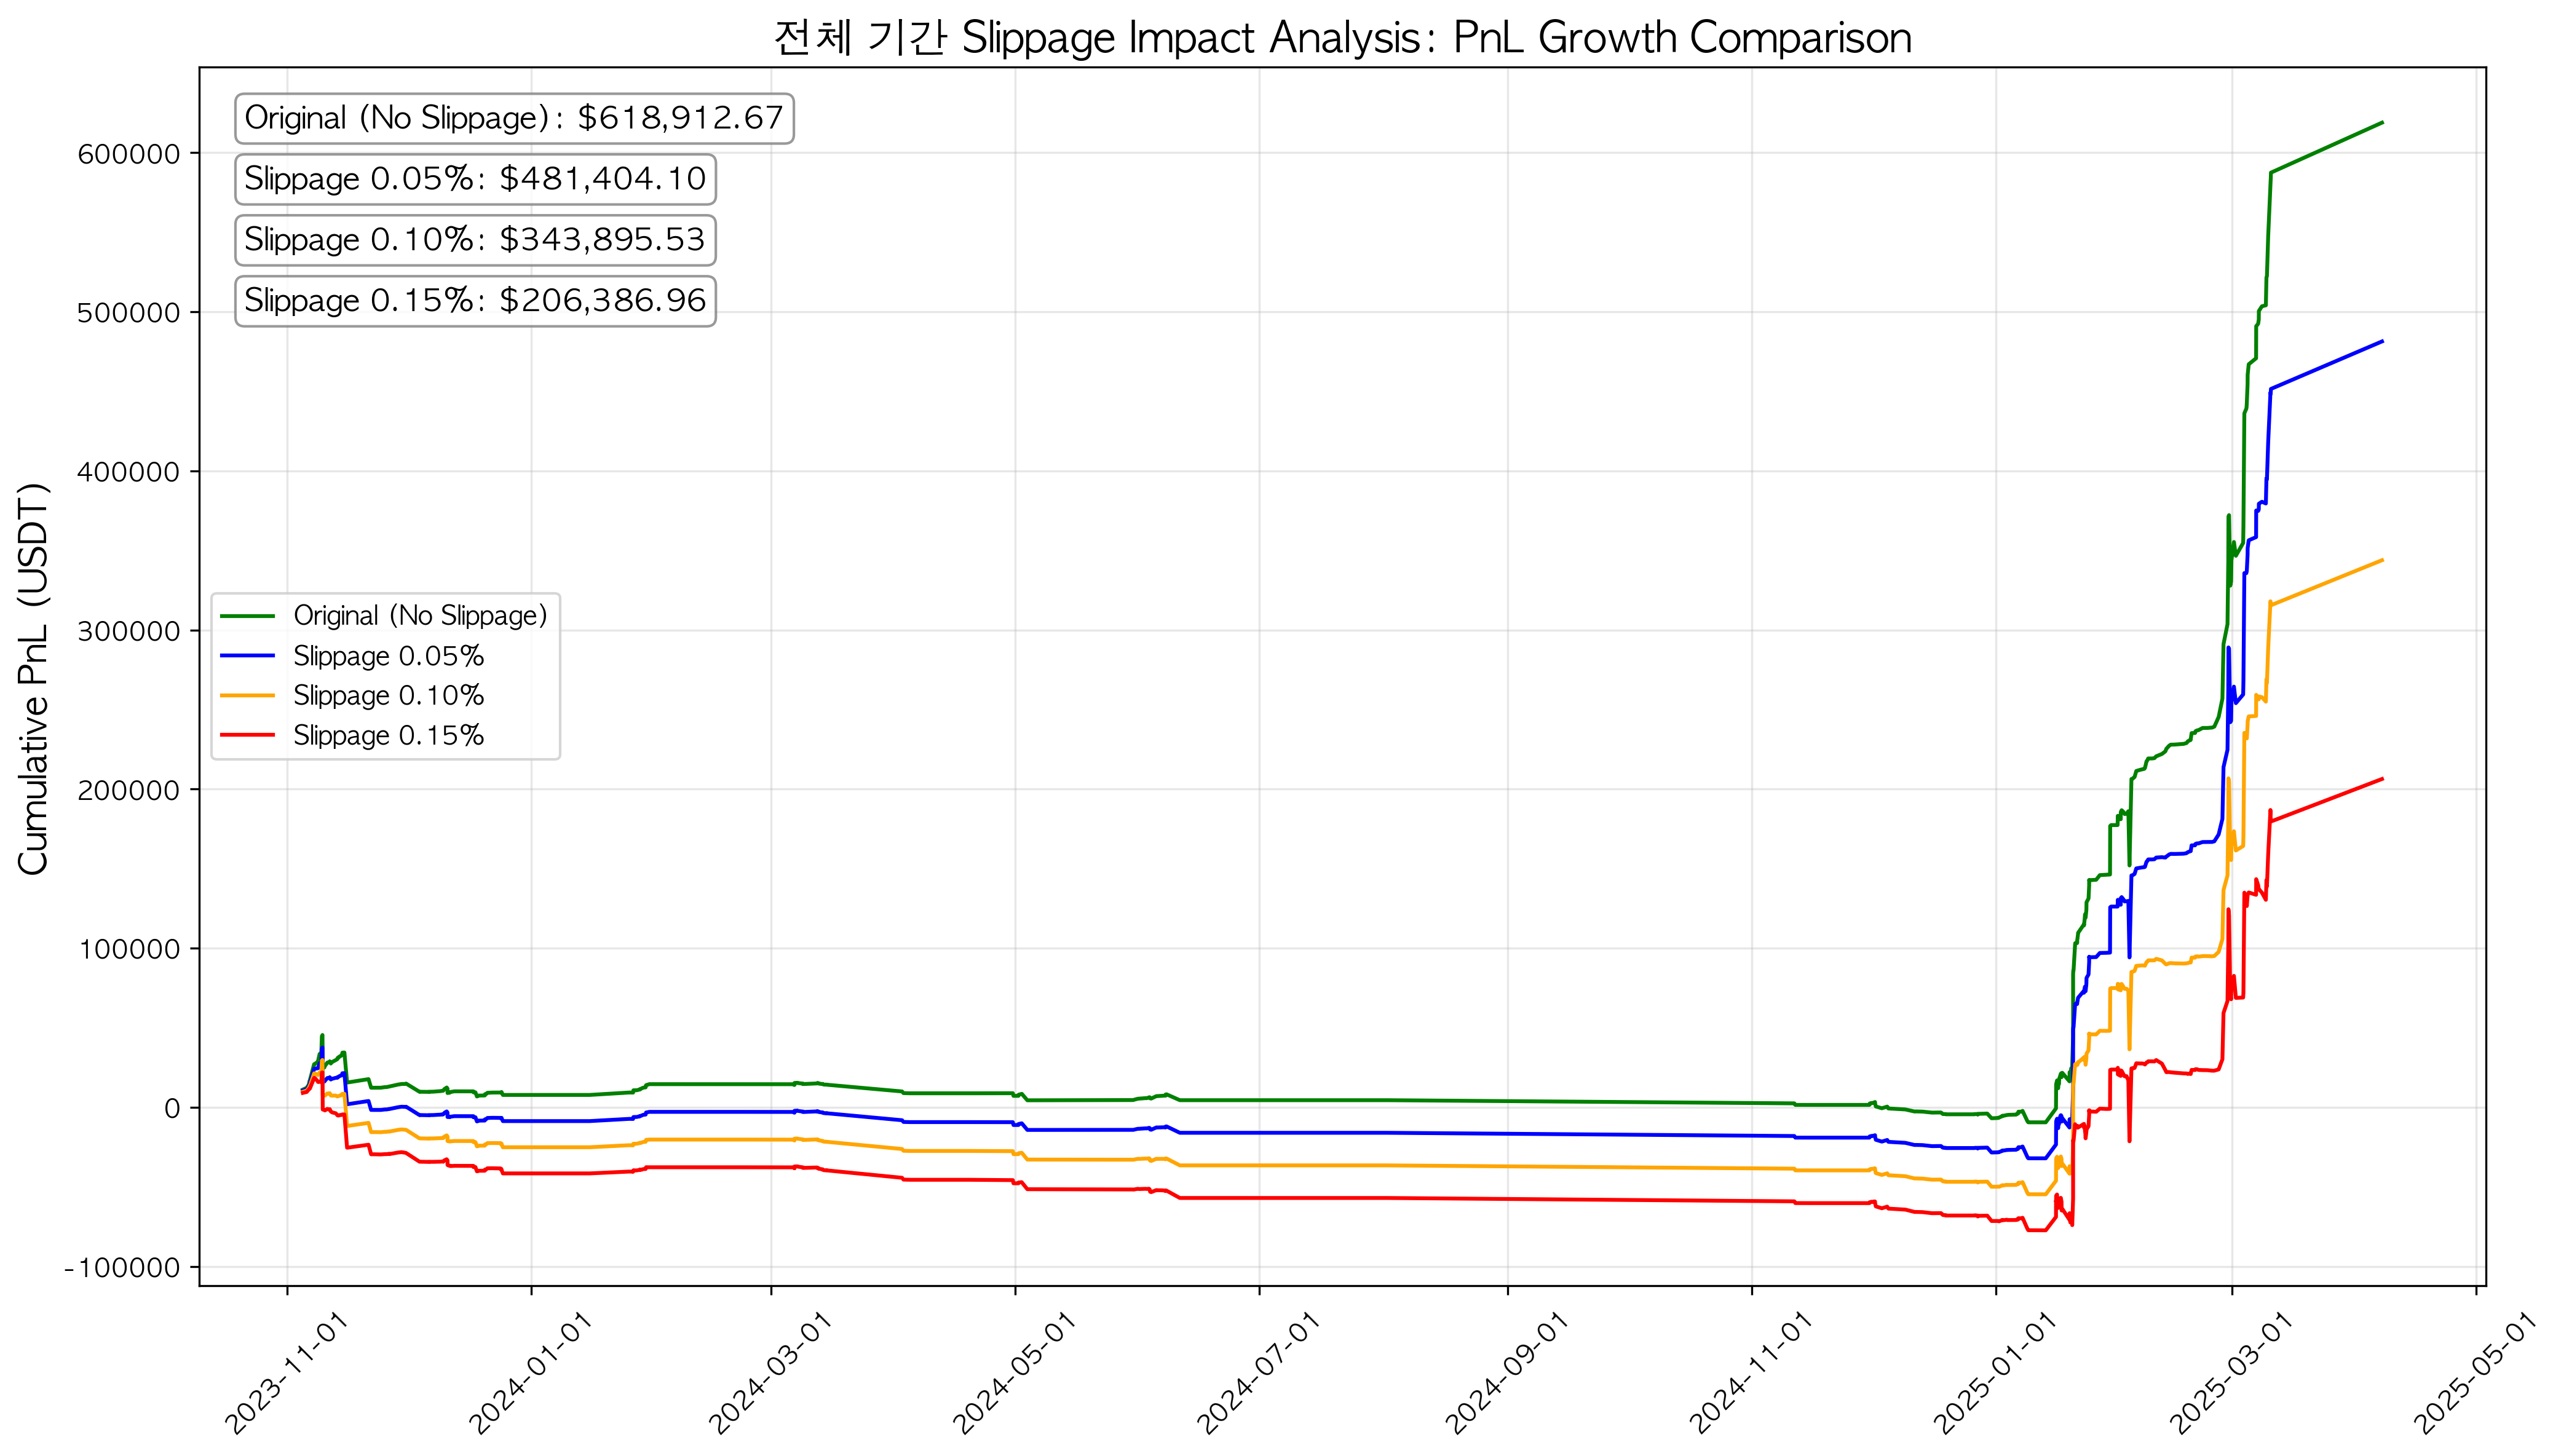 전체 기간 Slippage Impact Analysis: PnL Growth Comparison
Original (No Slippage): $618,912.67
Slippage 0.05%: $481,404.10
Slippage 0.10%: $343,895.53
Slippage 0.15%: $206,386.96
Cumulative PnL (USDT)
600000
500000
400000
300000
200000
100000
0
-100000
Original (No Slippage)
Slippage 0.05%
Slippage 0.10%
Slippage 0.15%
2023-11-01
2024-01-01
2024-03-01
2024-05-01
2024-07-01
2024-09-01
2024-11-01
2025-01-01
2025-03-01
2025-05-01